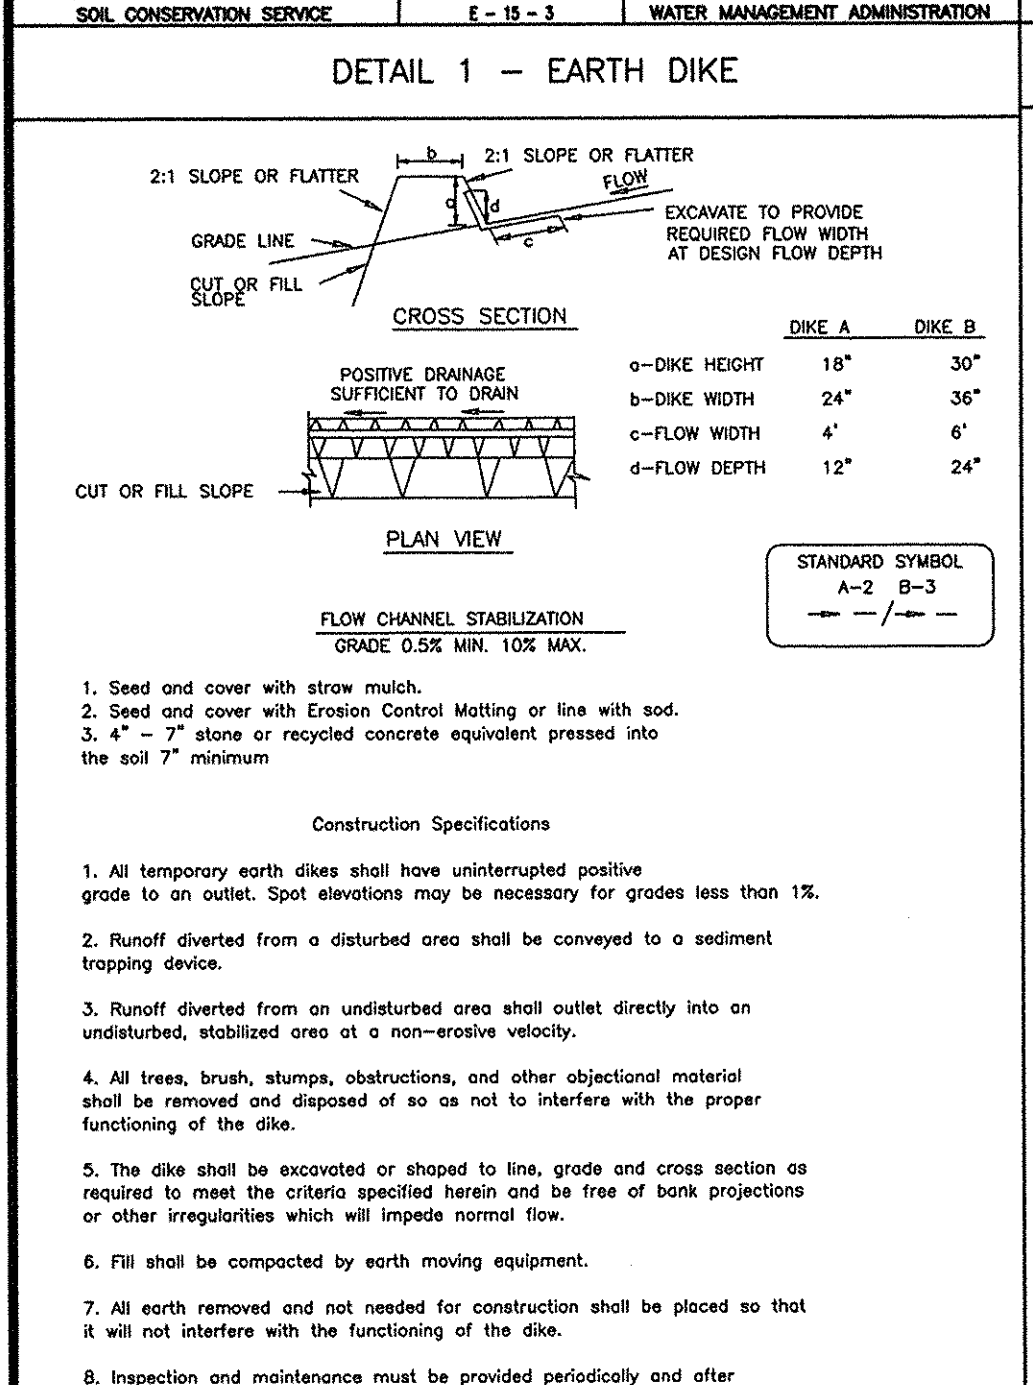 SOIL CONSERVATION SERVICE
E - 15 - 3
WATER MANAGEMENT ADMINISTRATION
DETAIL 1 - EARTH DIKE
b
2:1 SLOPE OR FLATTER
2:1 SLOPE OR FLATTER
FLOW
a
d
EXCAVATE TO PROVIDE
REQUIRED FLOW WIDTH
AT DESIGN FLOW DEPTH
GRADE LINE
c
CUT OR FILL
SLOPE
CROSS SECTION
DIKE A DIKE B
a-DIKE HEIGHT 18" 30"
b-DIKE WIDTH 24" 36"
c-FLOW WIDTH 4' 6'
d-FLOW DEPTH 12" 24"
POSITIVE DRAINAGE
SUFFICIENT TO DRAIN
CUT OR FILL SLOPE
PLAN VIEW
STANDARD SYMBOL
A-2 B-3
FLOW CHANNEL STABILIZATION
GRADE 0.5% MIN. 10% MAX.
1. Seed and cover with straw mulch.
2. Seed and cover with Erosion Control Matting or line with sod.
3. 4" - 7" stone or recycled concrete equivalent pressed into
the soil 7" minimum
Construction Specifications
1. All temporary earth dikes shall have uninterrupted positive
grade to an outlet. Spot elevations may be necessary for grades less than 1%.
2. Runoff diverted from a disturbed area shall be conveyed to a sediment
trapping device.
3. Runoff diverted from an undisturbed area shall outlet directly into an
undisturbed, stabilized area at a non-erosive velocity.
4. All trees, brush, stumps, obstructions, and other objectional material
shall be removed and disposed of so as not to interfere with the proper
functioning of the dike.
5. The dike shall be excavated or shaped to line, grade and cross section as
required to meet the criteria specified herein and be free of bank projections
or other irregularities which will impede normal flow.
6. Fill shall be compacted by earth moving equipment.
7. All earth removed and not needed for construction shall be placed so that
it will not interfere with the functioning of the dike.
8. Inspection and maintenance must be provided periodically and after